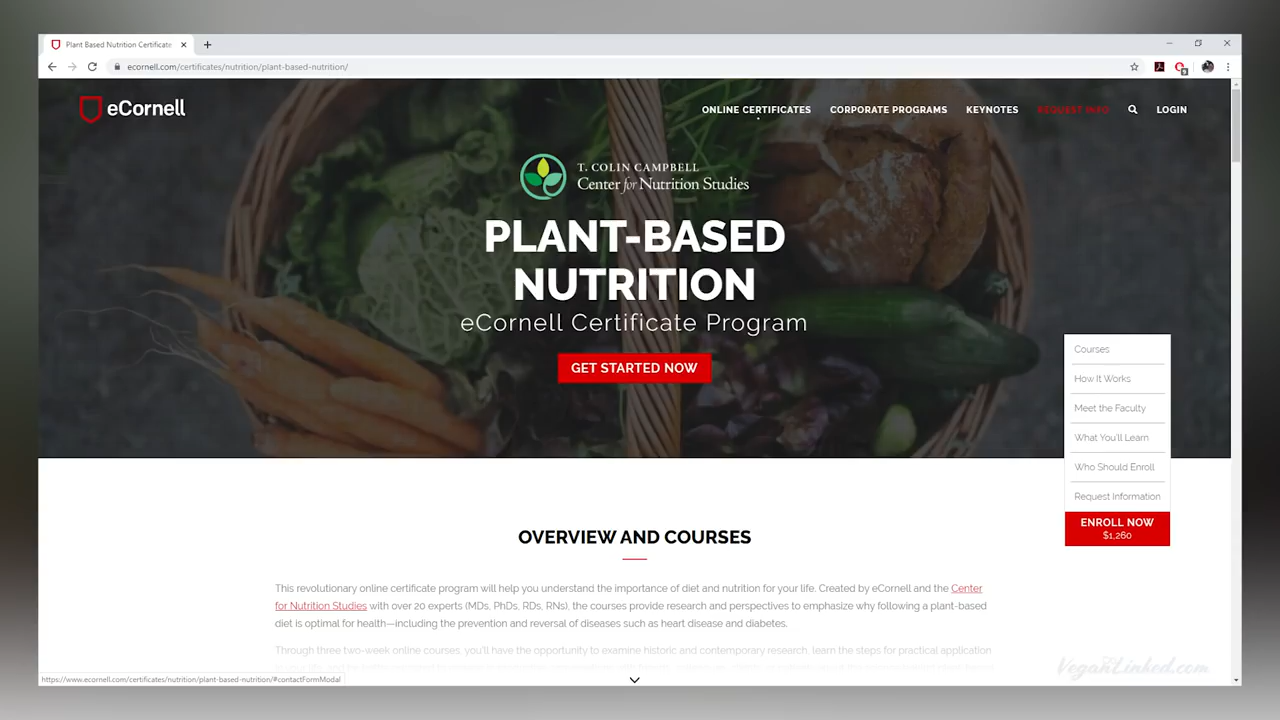 Plant Based Nutrition Certificate
ecornell.com/certificates/nutrition/plant-based-nutrition/
eCornell
ONLINE CERTIFICATES CORPORATE PROGRAMS KEYNOTES REQUEST INFO LOGIN
T. COLIN CAMPBELL
Center for Nutrition Studies
PLANT-BASED
NUTRITION
eCornell Certificate Program
GET STARTED NOW
Courses
How It Works
Meet the Faculty
What You'll Learn
Who Should Enroll
Request Information
ENROLL NOW
$1,260
OVERVIEW AND COURSES
This revolutionary online certificate program will help you understand the importance of diet and nutrition for your life. Created by eCornell and the Center
for Nutrition Studies with over 20 experts (MDs, PhDs, RDs, RNs), the courses provide research and perspectives to emphasize why following a plant-based
diet is optimal for health—including the prevention and reversal of diseases such as heart disease and diabetes.
Through three two-week online courses, you'll have the opportunity to examine historic and contemporary research, learn the steps for practical application
https://www.ecornell.com/certificates/nutrition/plant-based-nutrition/#contactFormModal
VeganLinked.com